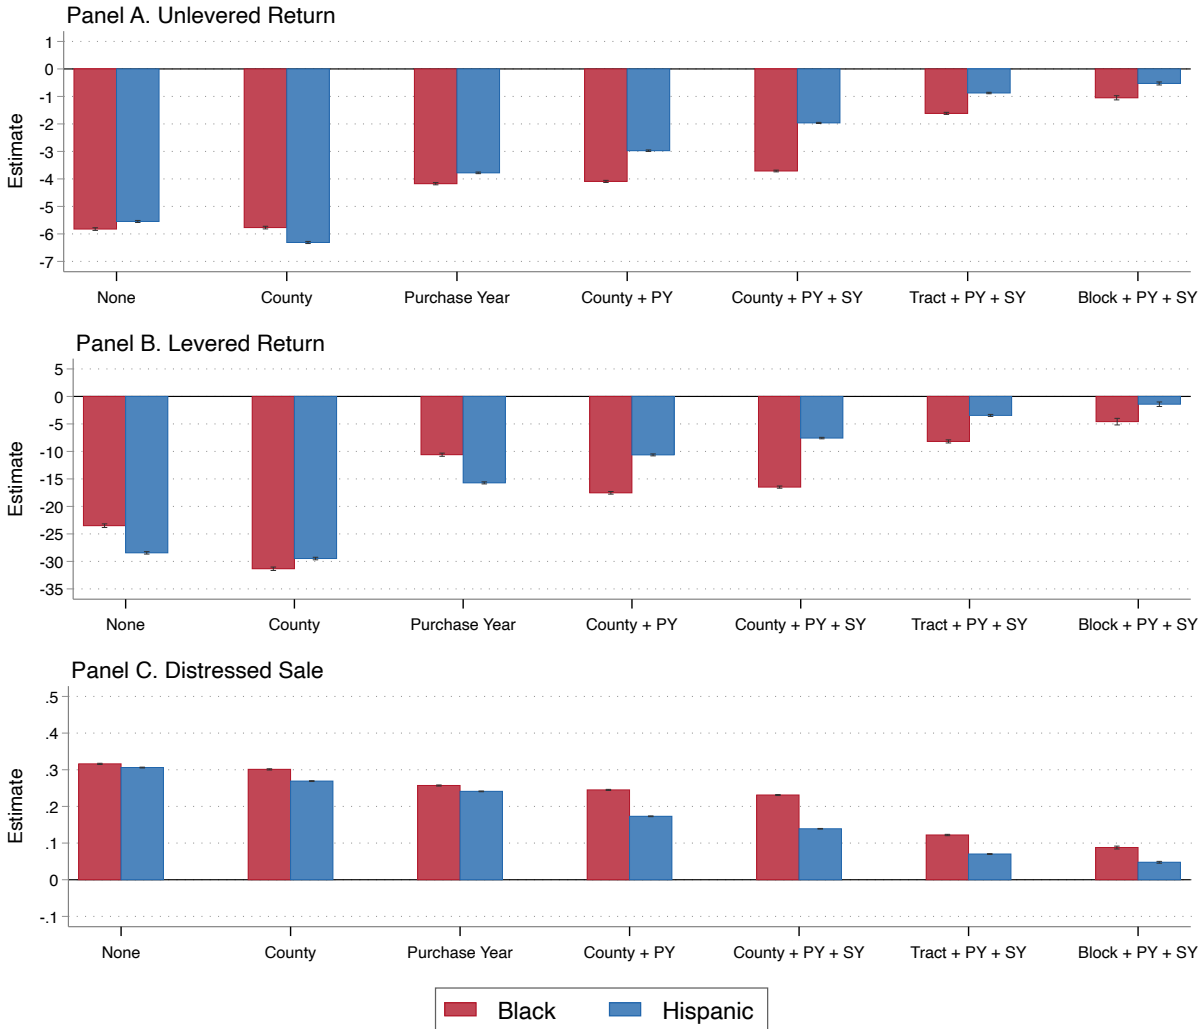 Panel A. Unlevered Return
Estimate
1
0
-1
-2
-3
-4
-5
-6
-7
None County Purchase Year County + PY County + PY + SY Tract + PY + SY Block + PY + SY
Panel B. Levered Return
Estimate
5
0
-5
-10
-15
-20
-25
-30
-35
None County Purchase Year County + PY County + PY + SY Tract + PY + SY Block + PY + SY
Panel C. Distressed Sale
Estimate
.5
.4
.3
.2
.1
0
-.1
None County Purchase Year County + PY County + PY + SY Tract + PY + SY Block + PY + SY
Black Hispanic